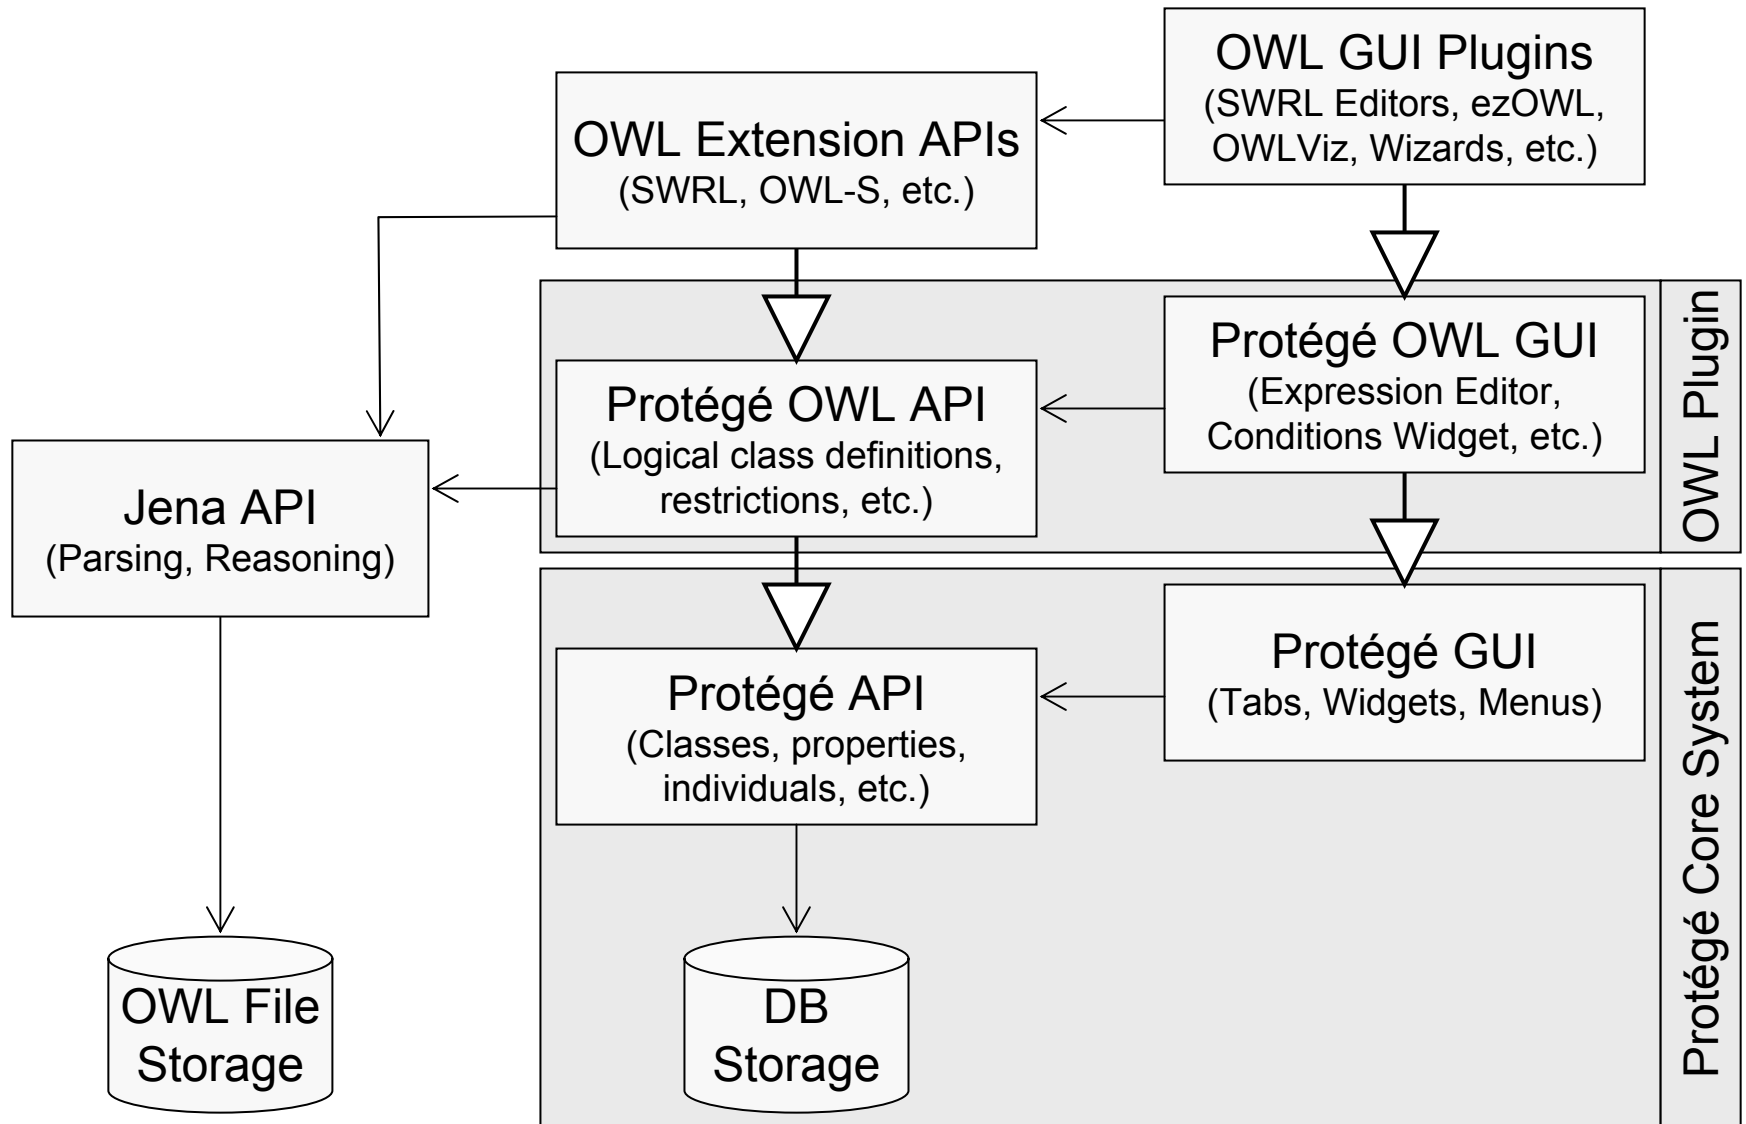 OWL GUI Plugins
(SWRL Editors, ezOWL,
OWLViz, Wizards, etc.)
OWL Extension APIs
(SWRL, OWL-S, etc.)
Protégé OWL GUI
(Expression Editor,
Conditions Widget, etc.)
OWL Plugin
Protégé OWL API
(Logical class definitions,
restrictions, etc.)
Jena API
(Parsing, Reasoning)
Protégé GUI
(Tabs, Widgets, Menus)
Protégé Core System
Protégé API
(Classes, properties,
individuals, etc.)
OWL File
Storage
DB
Storage